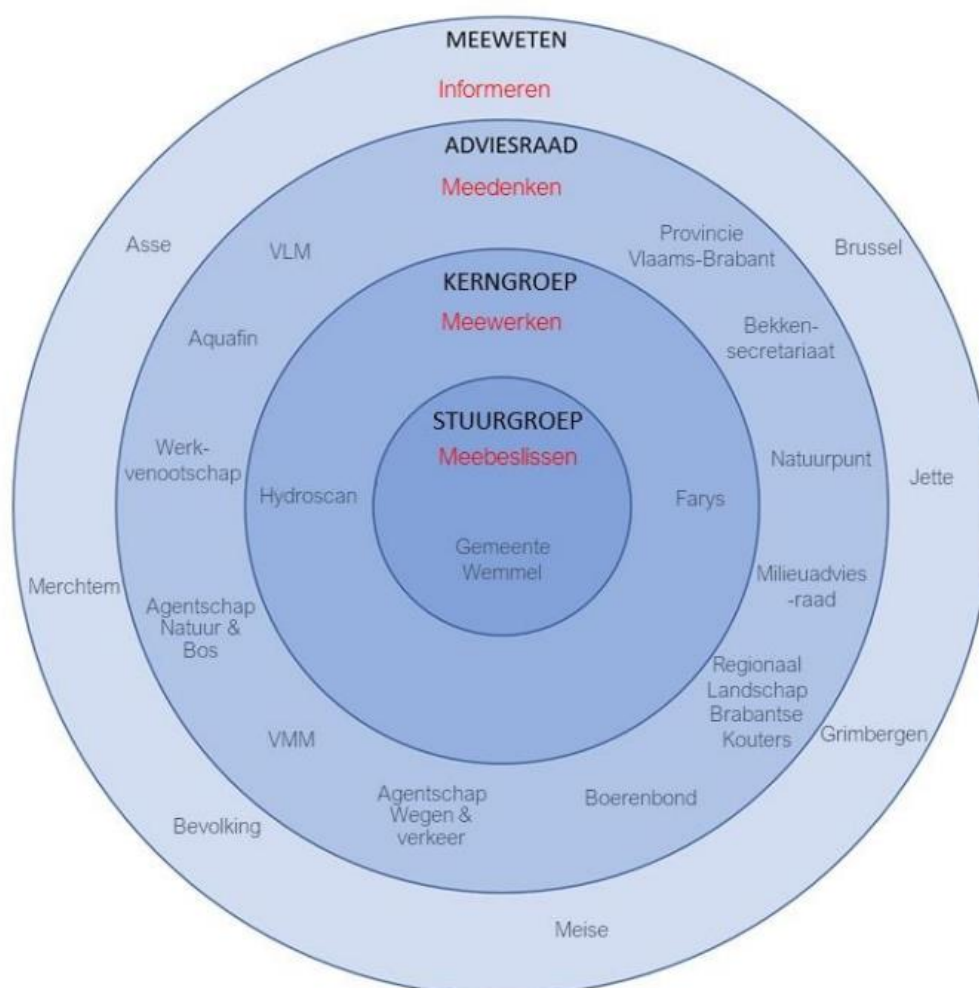 MEEWETEN
Informeren
ADVIESRAAD
Meedenken
Asse
VLM
Provincie
Vlaams-Brabant
Brussel
KERNGROEP
Meewerken
Aquafin
Bekken-
secretariaat
STUURGROEP
Meebeslissen
Werk-
venootschap
Hydroscan
Farys
Natuurpunt
Jette
Gemeente
Wemmel
Merchtem
Milieuadvies
-raad
Agentschap
Natuur &
Bos
Regionaal
Landschap
Brabantse
Kouters
VMM
Grimbergen
Agentschap
Wegen &
verkeer
Boerenbond
Bevolking
Meise